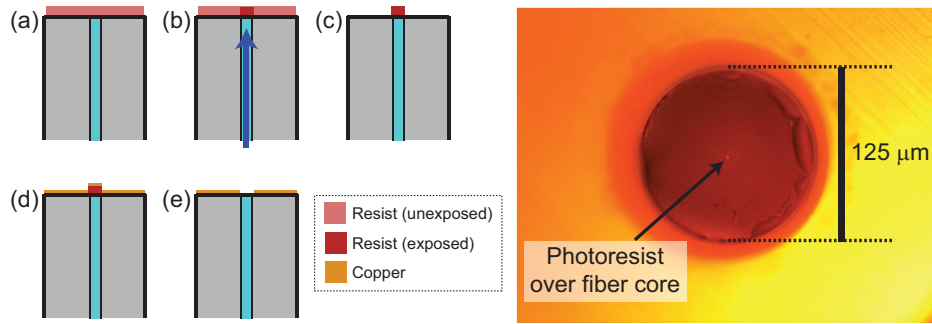 (a)
(b)
(c)
(d)
(e)
Resist (unexposed)
Resist (exposed)
Copper
125 μm
Photoresist
over fiber core